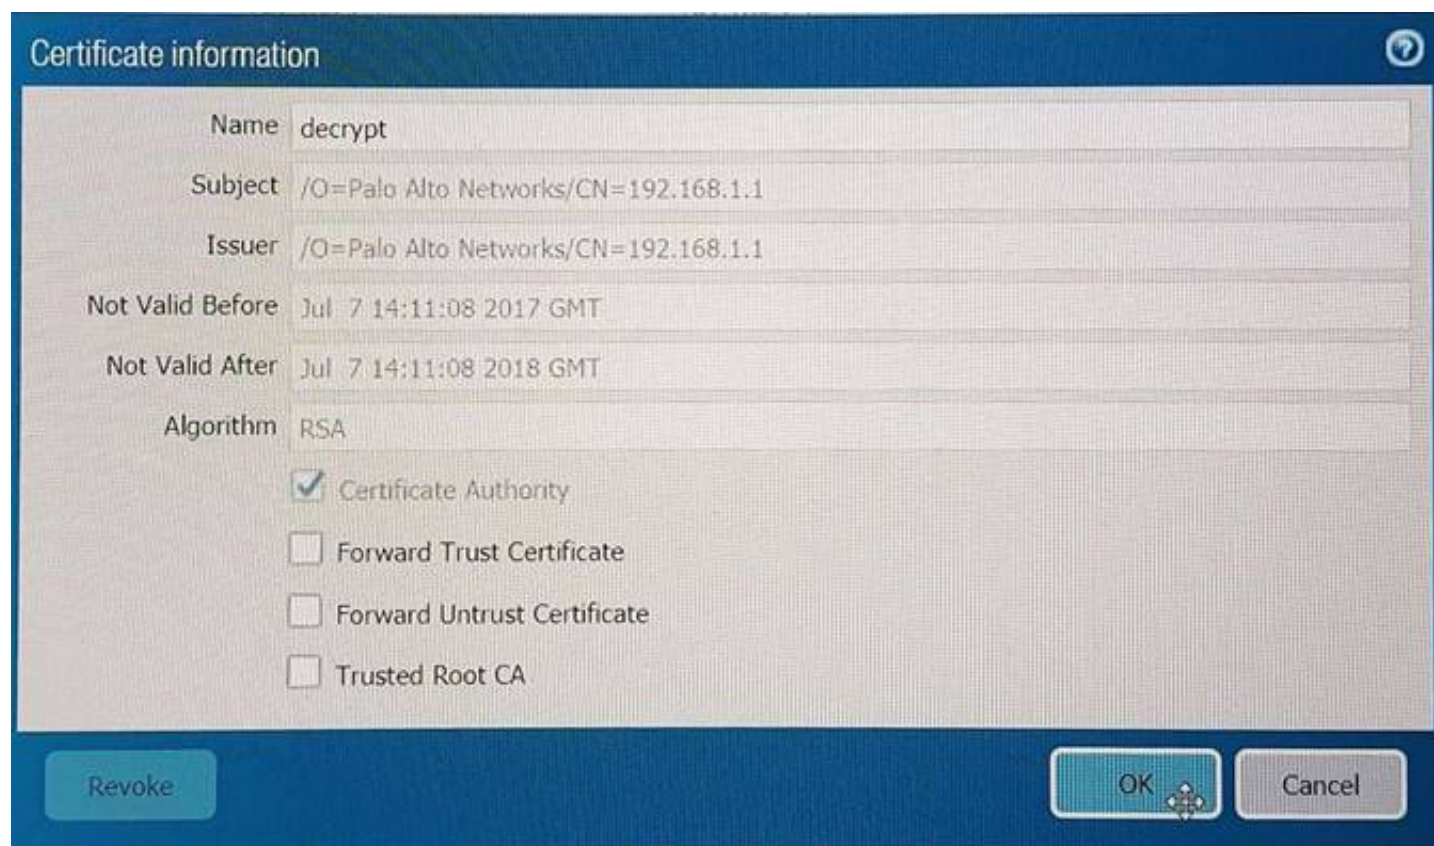 Certificate information
?
Name decrypt
Subject /O=Palo Alto Networks/CN=192.168.1.1
Issuer /O=Palo Alto Networks/CN=192.168.1.1
Not Valid Before Jul 7 14:11:08 2017 GMT
Not Valid After Jul 7 14:11:08 2018 GMT
Algorithm RSA
Certificate Authority
Forward Trust Certificate
Forward Untrust Certificate
Trusted Root CA
Revoke OK Cancel